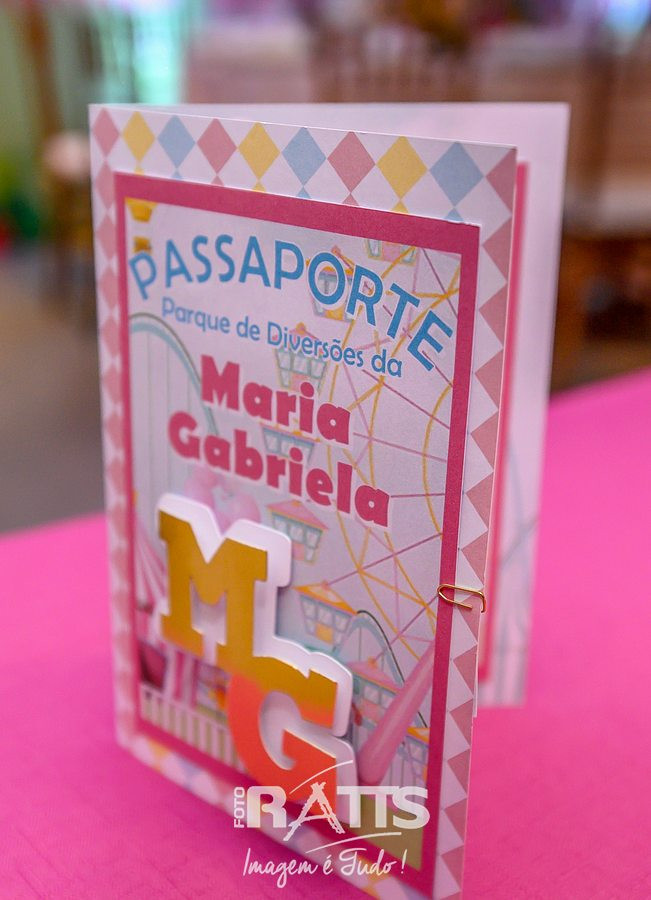 PASSAPORTE
Parque de Diversões da
Maria
Gabriela
MG
FOTO RATTS
Imagem é Tudo!